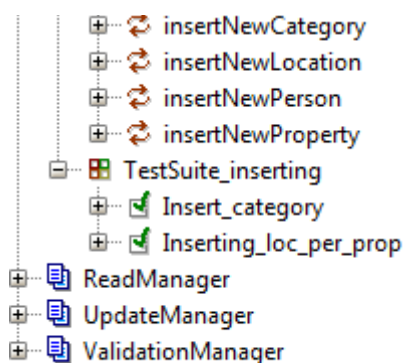 insertNewCategory
insertNewLocation
insertNewPerson
insertNewProperty
TestSuite_inserting
Insert_category
Inserting_loc_per_prop
ReadManager
UpdateManager
ValidationManager